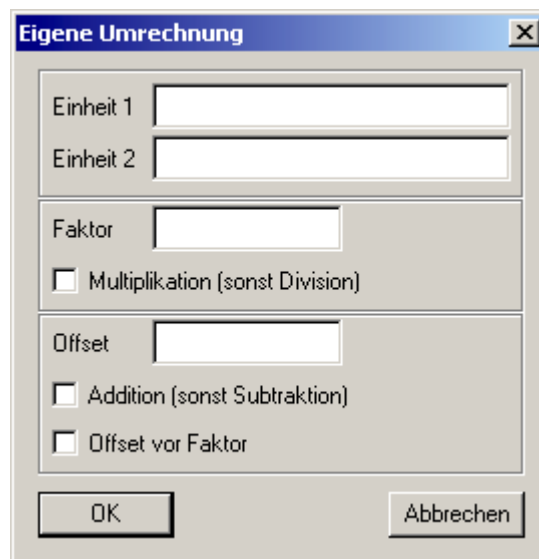 Eigene Umrechnung
Einheit 1
Einheit 2
Faktor
Multiplikation (sonst Division)
Offset
Addition (sonst Subtraktion)
Offset vor Faktor
OK Abbrechen